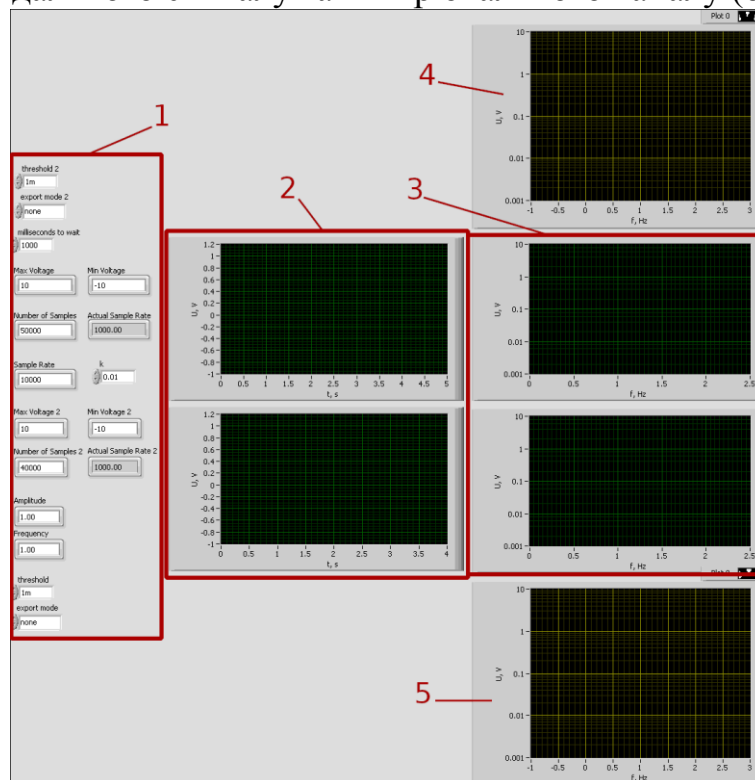 Plot 0
4
10
1
0.1
0.01
0.001
U, V
-1 -0.5 0 0.5 1 1.5 2 2.5 3
f, Hz
1
threshold 2
1m
export mode 2
none
milliseconds to wait
1000
Max Voltage Min Voltage
10 -10
Number of Samples Actual Sample Rate
50000 1000.00
Sample Rate k
10000 0.01
Max Voltage 2 Min Voltage 2
10 -10
Number of Samples 2 Actual Sample Rate 2
40000 1000.00
Amplitude
1.00
Frequency
1.00
threshold
1m
export mode
none
2
1.2
1
0.8
0.6
0.4
0.2
0
-0.2
-0.4
-0.6
-0.8
-1
U, V
0 0.5 1 1.5 2 2.5 3 3.5 4 4.5 5
t, s
1.2
1
0.8
0.6
0.4
0.2
0
-0.2
-0.4
-0.6
-0.8
-1
U, V
0 0.5 1 1.5 2 2.5 3 3.5 4
t, s
3
10
1
0.1
0.01
0.001
U, V
0 0.5 1 1.5 2 2.5
f, Hz
10
1
0.1
0.01
0.001
U, V
0 0.5 1 1.5 2 2.5
f, Hz
Plot 0
5
10
1
0.1
0.01
0.001
U, V
-1 -0.5 0 0.5 1 1.5 2 2.5 3
f, Hz